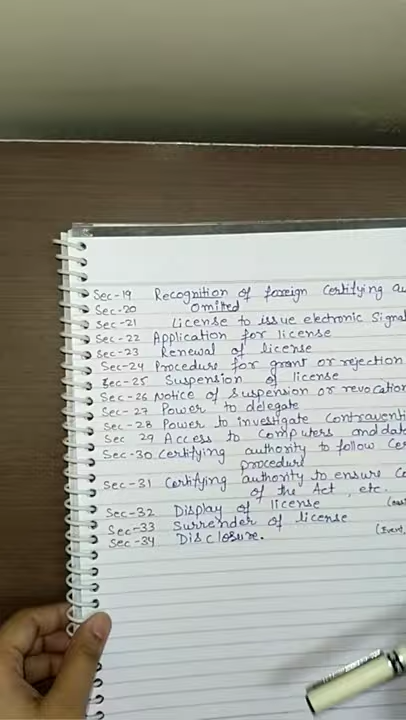 Sec-19 Recognition of foreign Certifying
Sec-20 Omitted
Sec-21 License to issue electronic
Sec-22 Application for license
Sec-23 Renewal of license
Sec-24 Procedure for grant or rejection
Sec-25 Suspension of license
Sec-26 Notice of Suspension or revocation
Sec-27 Power to delegate
Sec-28 Power to investigate
Sec 29 Access to Computers and
Sec-30 Certifying authority to follow
procedure
Sec-31 Certifying authority to ensure
of the Act, etc.
Sec-32 Display of license
Sec-33 Surrender of license
(Event,
Sec-34 Disclosure.